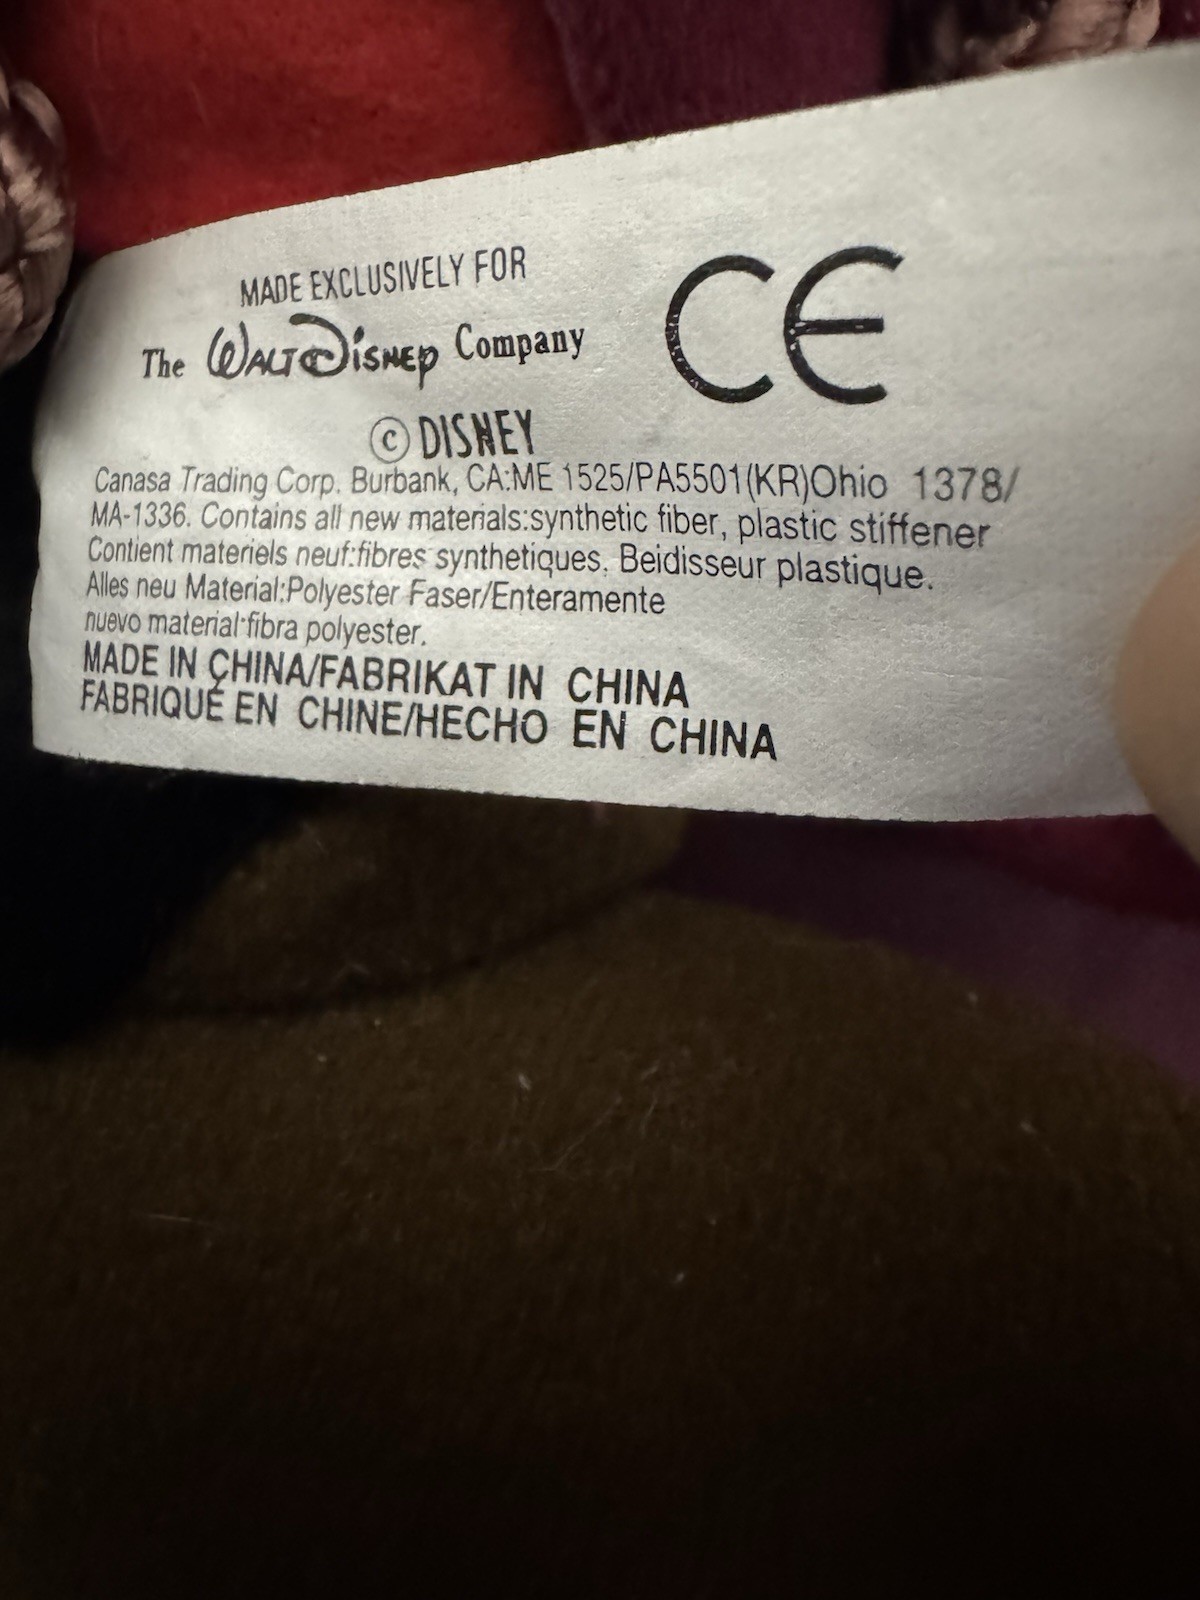 MADE EXCLUSIVELY FOR
The WALT DISNEY Company
CE
© DISNEY
Canasa Trading Corp. Burbank, CA:ME 1525/PA5501(KR)Ohio 1378/
MA-1336. Contains all new materials:synthetic fiber, plastic stiffener
Contient materiels neuf:fibres synthetiques. Beidisseur plastique.
Alles neu Material:Polyester Faser/Enteramente
nuevo material:fibra polyester.
MADE IN CHINA/FABRIKAT IN CHINA
FABRIQUÉ EN CHINE/HECHO EN CHINA